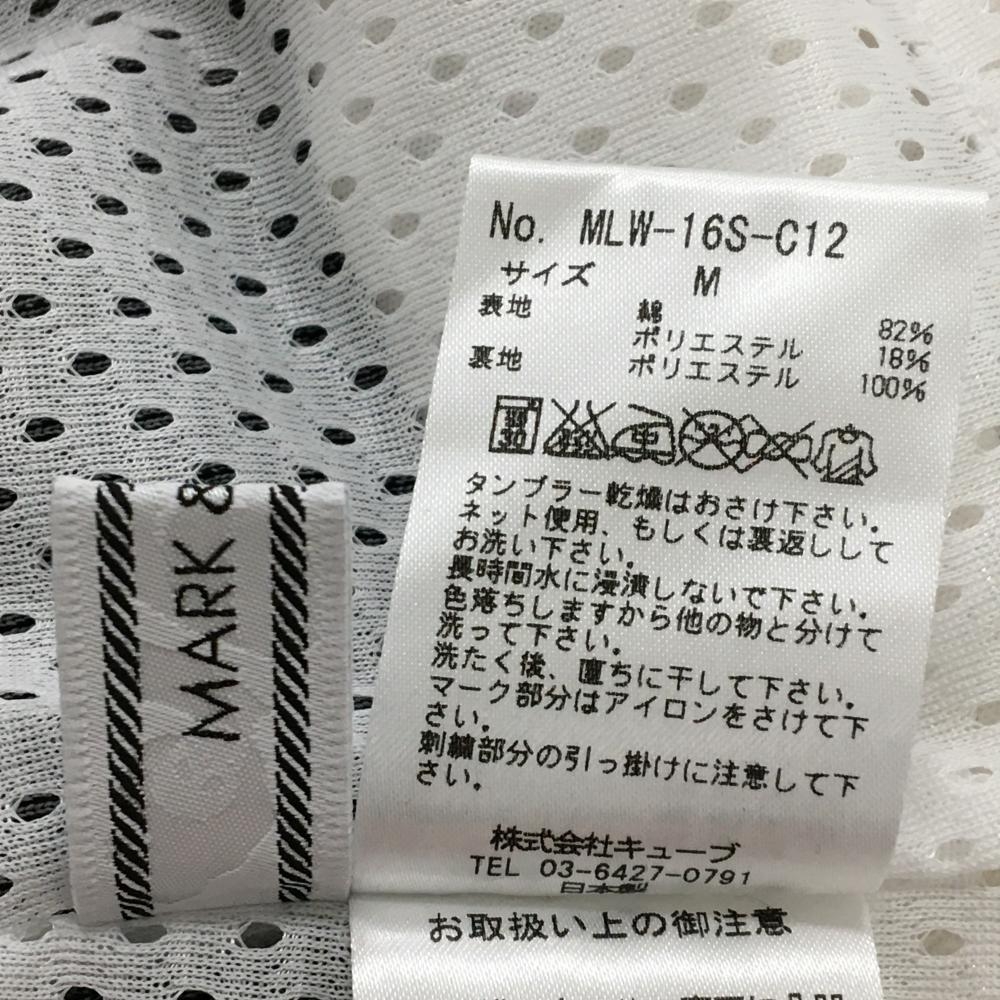 No. MLW-16S-C12
サイズ M
表地 綿 82%
ポリエステル 18%
裏地 ポリエステル 100%
タンブラー乾燥はおさけ下さい。
ネット使用、もしくは裏返しして
お洗い下さい。
長時間水に浸漬しないで下さい。
色落ちしますから他の物と分けて
洗って下さい。
洗たく後、直ちに干して下さい。
マーク部分はアイロンをさけて下
さい。
刺繍部分の引っ掛けに注意して下
さい。
株式会社キューブ
TEL 03-6427-0791
日本製
お取扱い上の御注意
MARK &